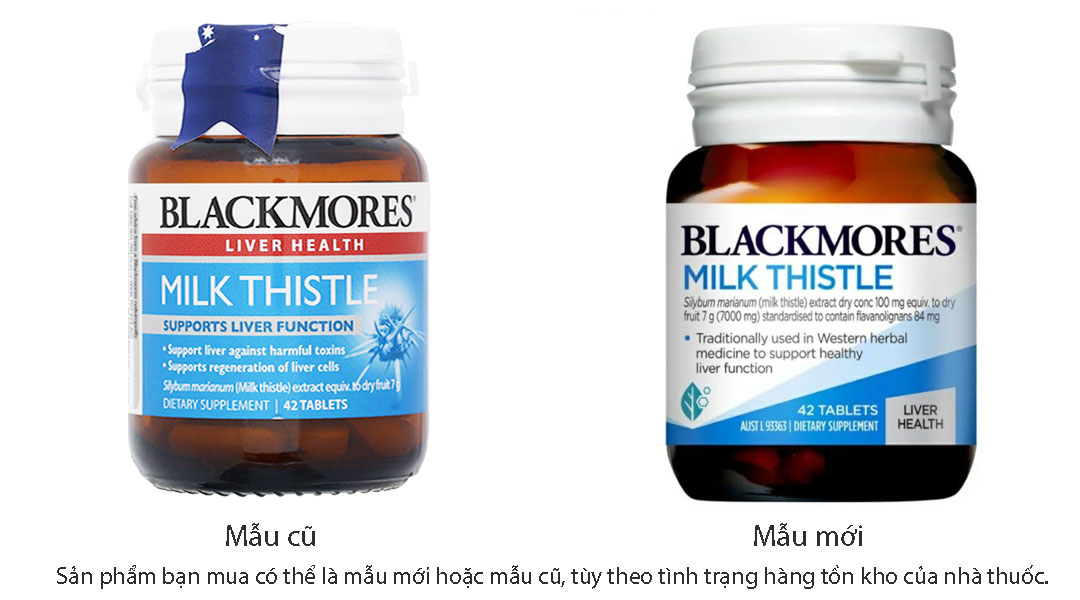 BLACKMORES®
LIVER HEALTH
MILK THISTLE
SUPPORTS LIVER FUNCTION
• Support liver against harmful toxins
• Supports regeneration of liver cells
Silybum marianum (Milk thistle) extract equiv. to dry fruit 7 g
DIETARY SUPPLEMENT | 42 TABLETS
BLACKMORES®
MILK THISTLE
Silybum marianum (milk thistle) extract dry conc 100 mg equiv. to dry
fruit 7 g (7000 mg) standardised to contain flavanolignans 84 mg
• Traditionally used in Western herbal
medicine to support healthy
liver function
42 TABLETS
AUST L 93363 | DIETARY SUPPLEMENT
LIVER
HEALTH
Mẫu cũ
Mẫu mới
Sản phẩm bạn mua có thể là mẫu mới hoặc mẫu cũ, tùy theo tình trạng hàng tồn kho của nhà thuốc.